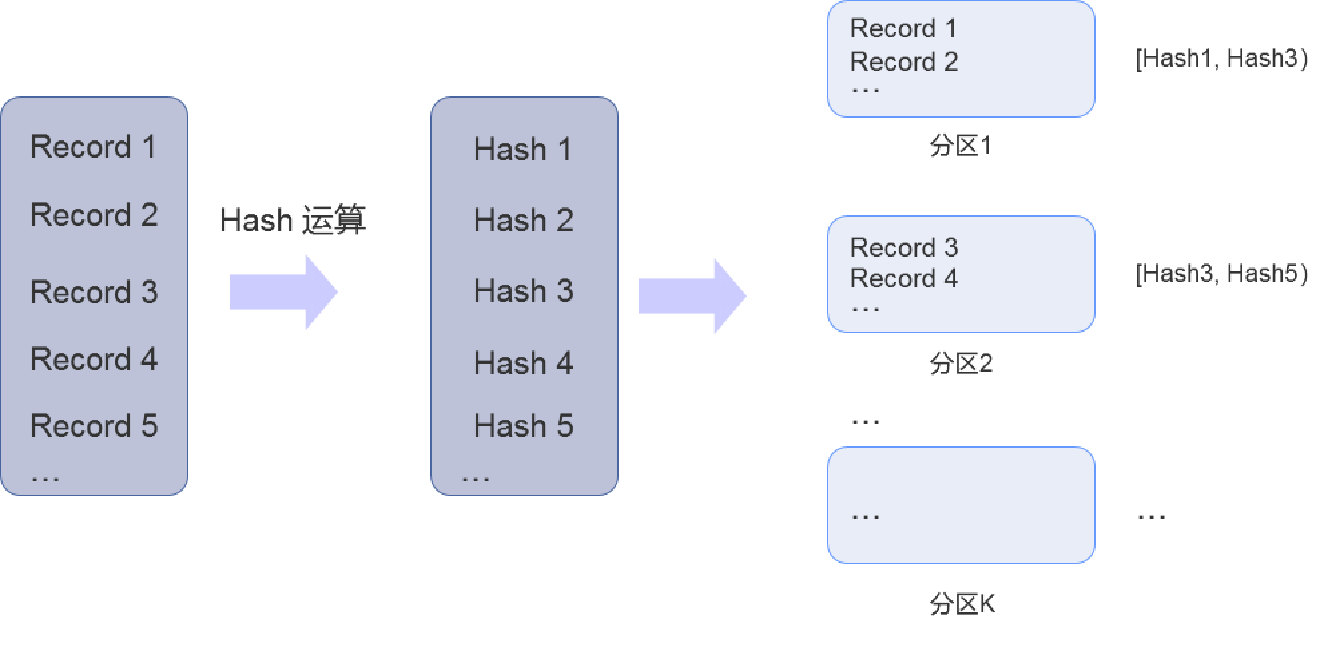 Record 1
Record 2
Record 3
Record 4
Record 5
...
Hash 运算
Hash 1
Hash 2
Hash 3
Hash 4
Hash 5
...
Record 1
Record 2
...
[Hash1, Hash3)
分区1
Record 3
Record 4
...
[Hash3, Hash5)
分区2
...
...
...
分区K